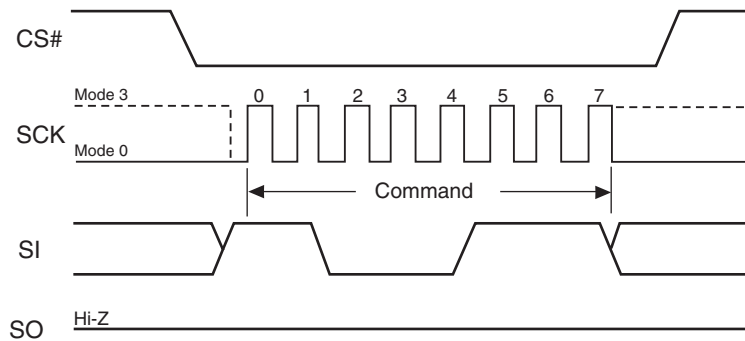 CS#
Mode 3
0 1 2 3 4 5 6 7
SCK
Mode 0
Command
SI
Hi-Z
SO